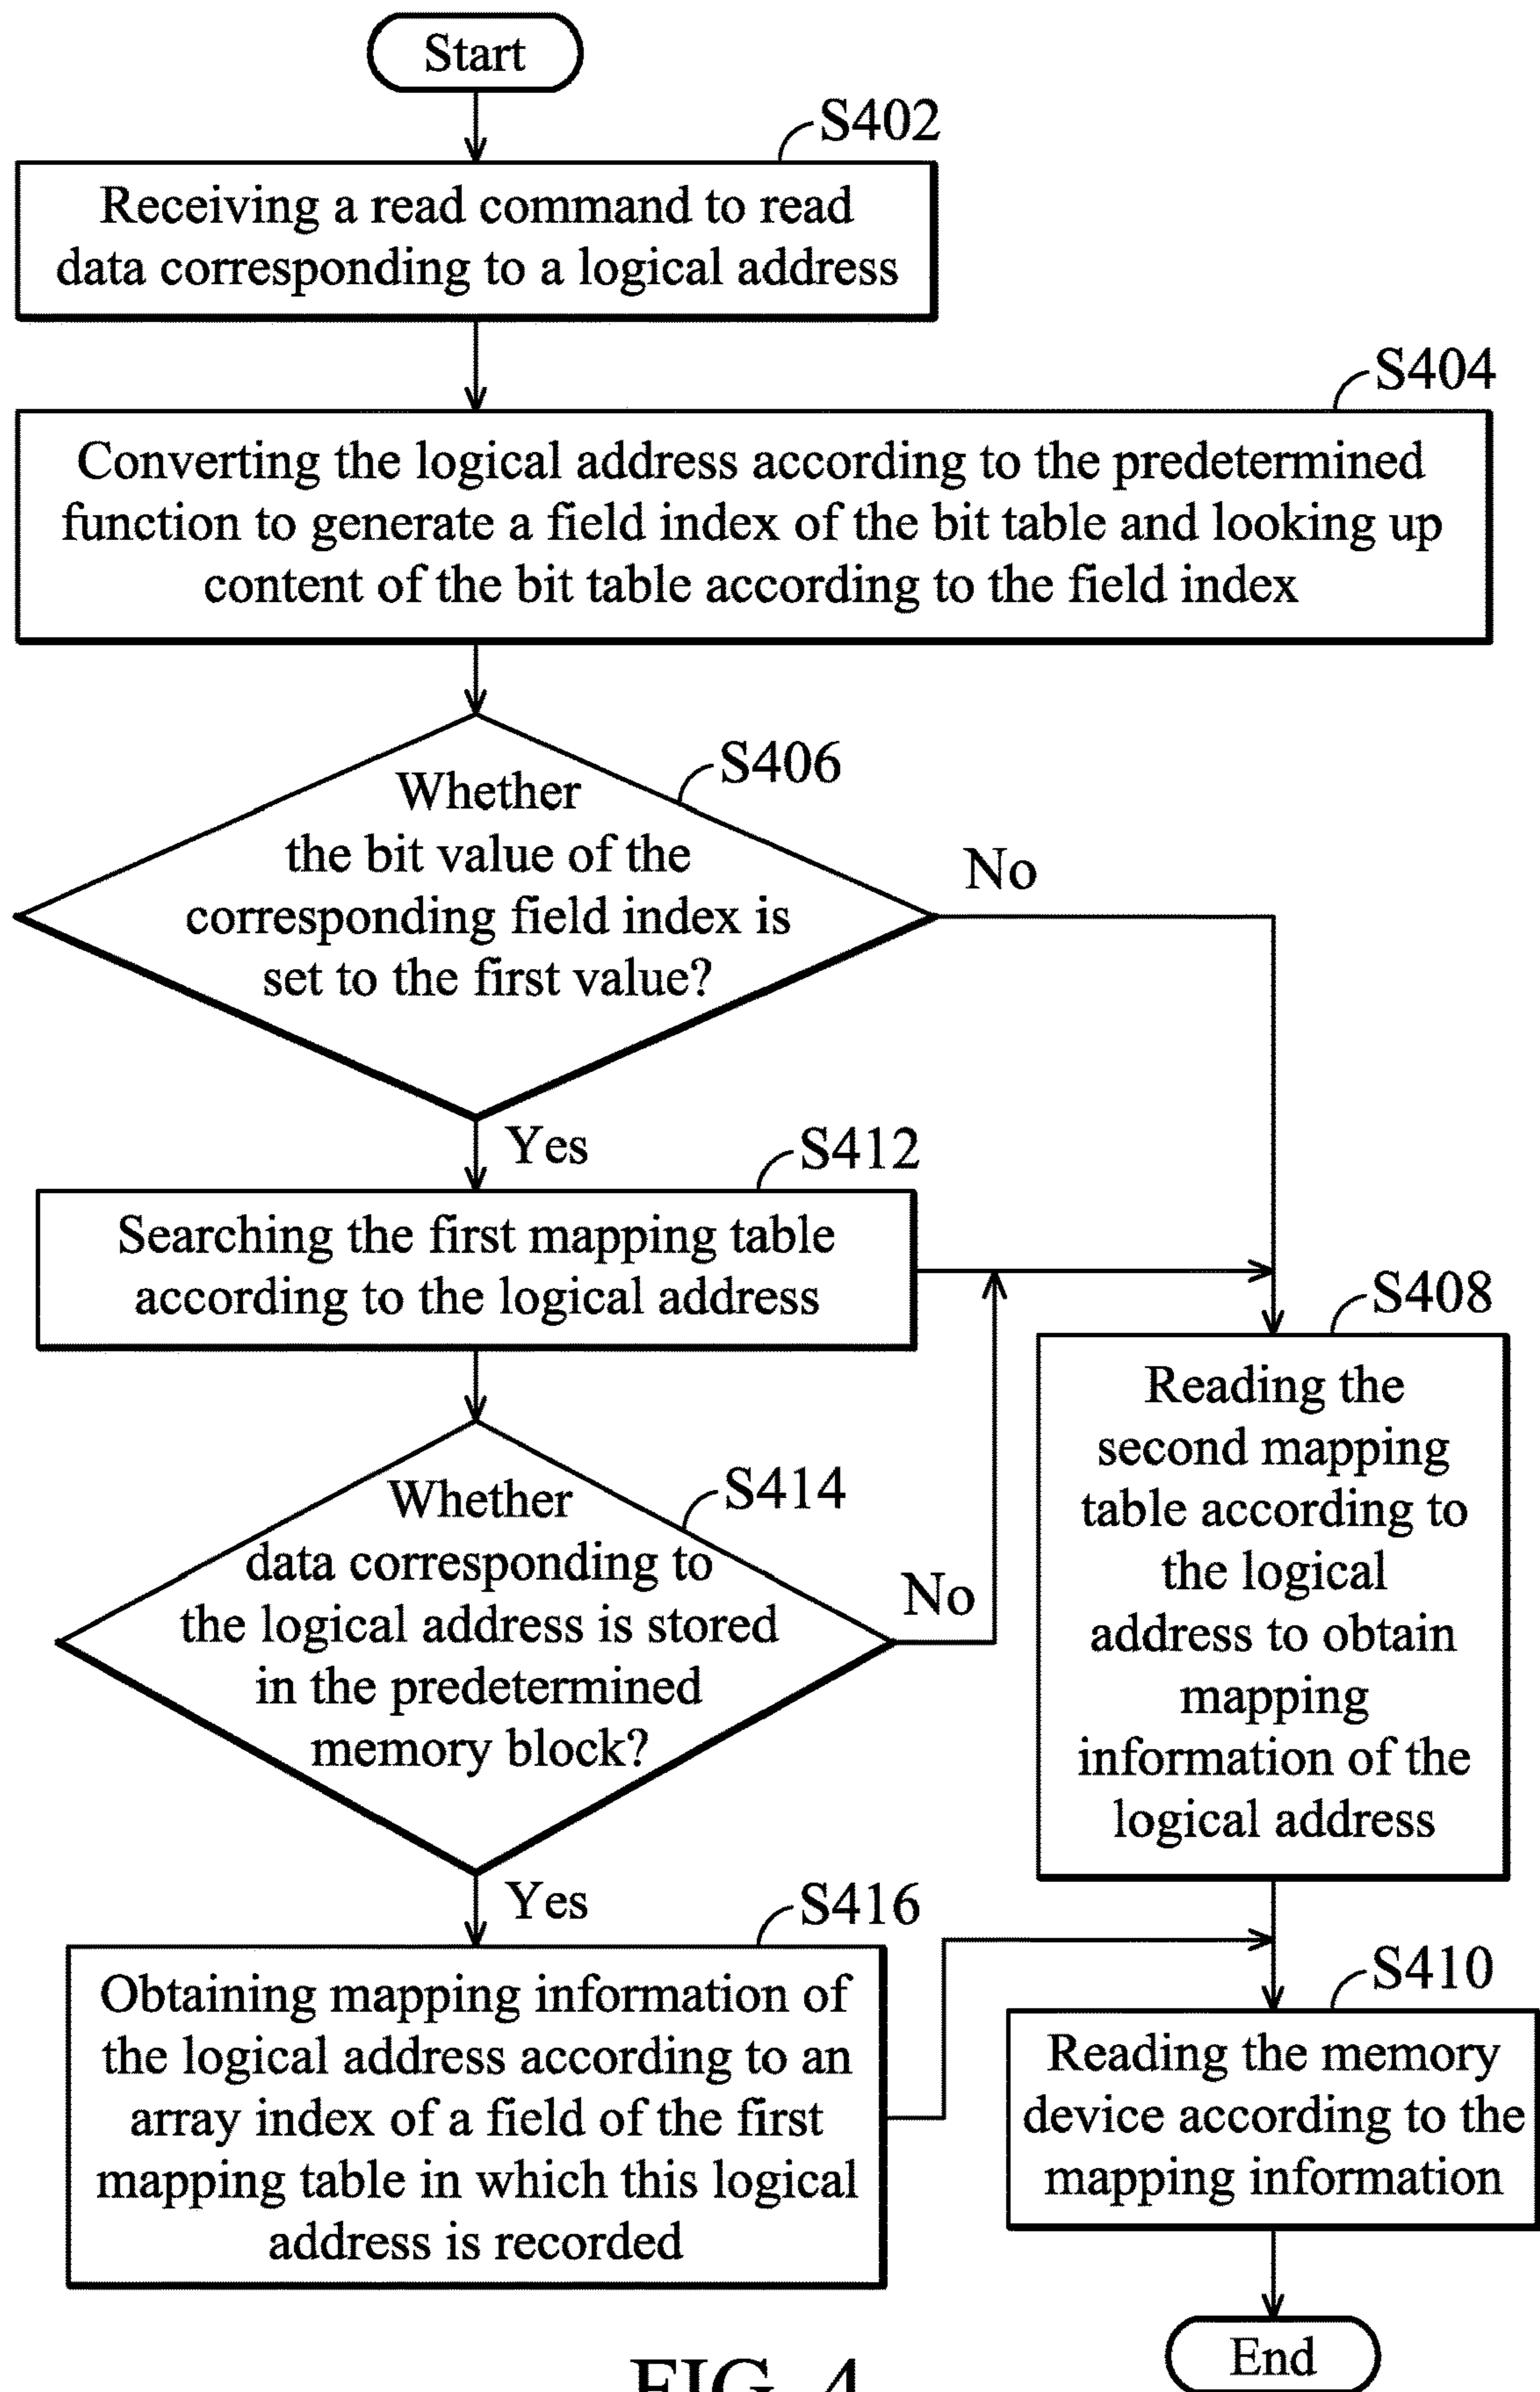 Start
S402
Receiving a read command to read
data corresponding to a logical address
S404
Converting the logical address according to the predetermined
function to generate a field index of the bit table and looking up
content of the bit table according to the field index
S406
Whether
the bit value of the
corresponding field index is
set to the first value?
No
Yes
S412
Searching the first mapping table
according to the logical address
S408
Reading the
second mapping
table according to
the logical
address to obtain
mapping
information of the
logical address
S414
Whether
data corresponding to
the logical address is stored
in the predetermined
memory block?
No
Yes
S416
Obtaining mapping information of
the logical address according to an
array index of a field of the first
mapping table in which this logical
address is recorded
S410
Reading the memory
device according to the
mapping information
End
FIG. 4